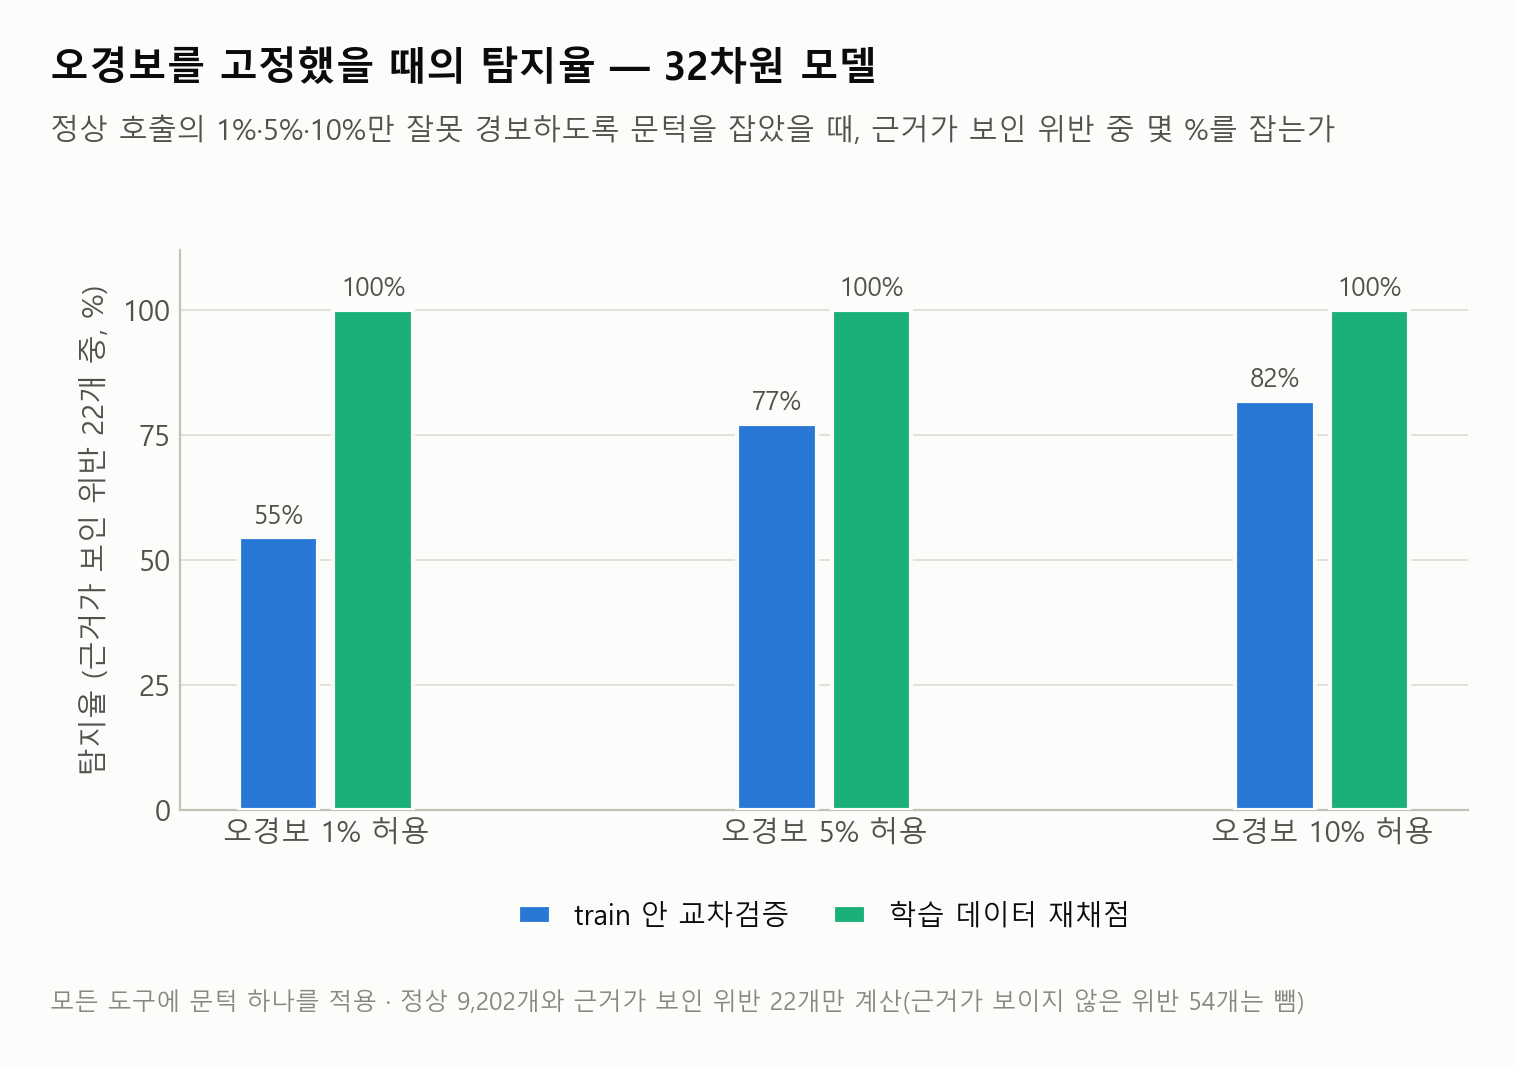 오경보를 고정했을 때의 탐지율 — 32차원 모델
정상 호출의 1%·5%·10%만 잘못 경보하도록 문턱을 잡았을 때, 근거가 보인 위반 중 몇 %를 잡는가
탐지율 (근거가 보인 위반 22개 중, %)
100
75
50
25
0
55%
100%
77%
100%
82%
100%
오경보 1% 허용
오경보 5% 허용
오경보 10% 허용
train 안 교차검증
학습 데이터 재채점
모든 도구에 문턱 하나를 적용 · 정상 9,202개와 근거가 보인 위반 22개만 계산(근거가 보이지 않은 위반 54개는 뺌)